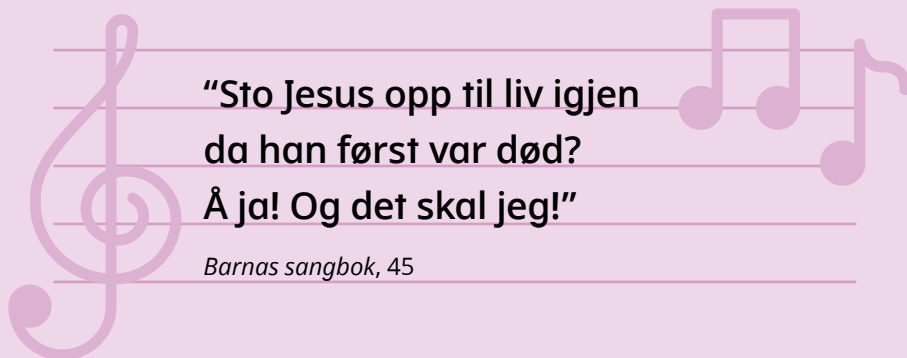 “Sto Jesus opp til liv igjen
da han først var død?
Å ja! Og det skal jeg!”
Barnas sangbok, 45